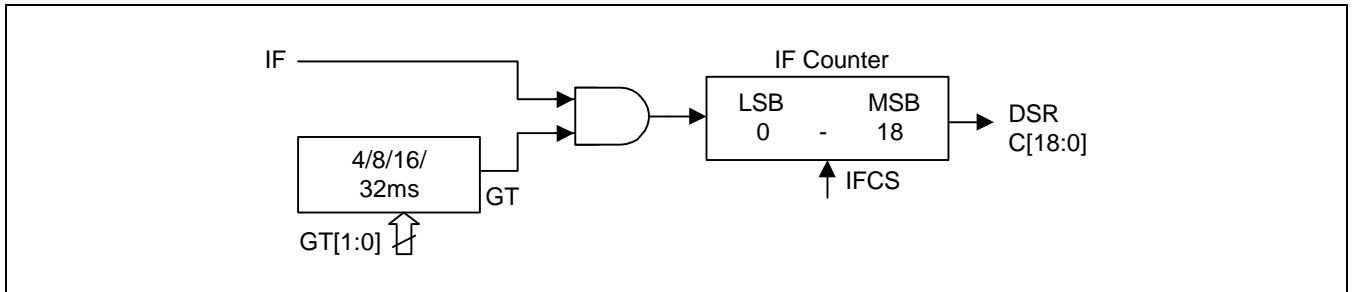 IF
IF Counter
LSB MSB
0 - 18
DSR
C[18:0]
4/8/16/
32ms
GT
IFCS
GT[1:0]